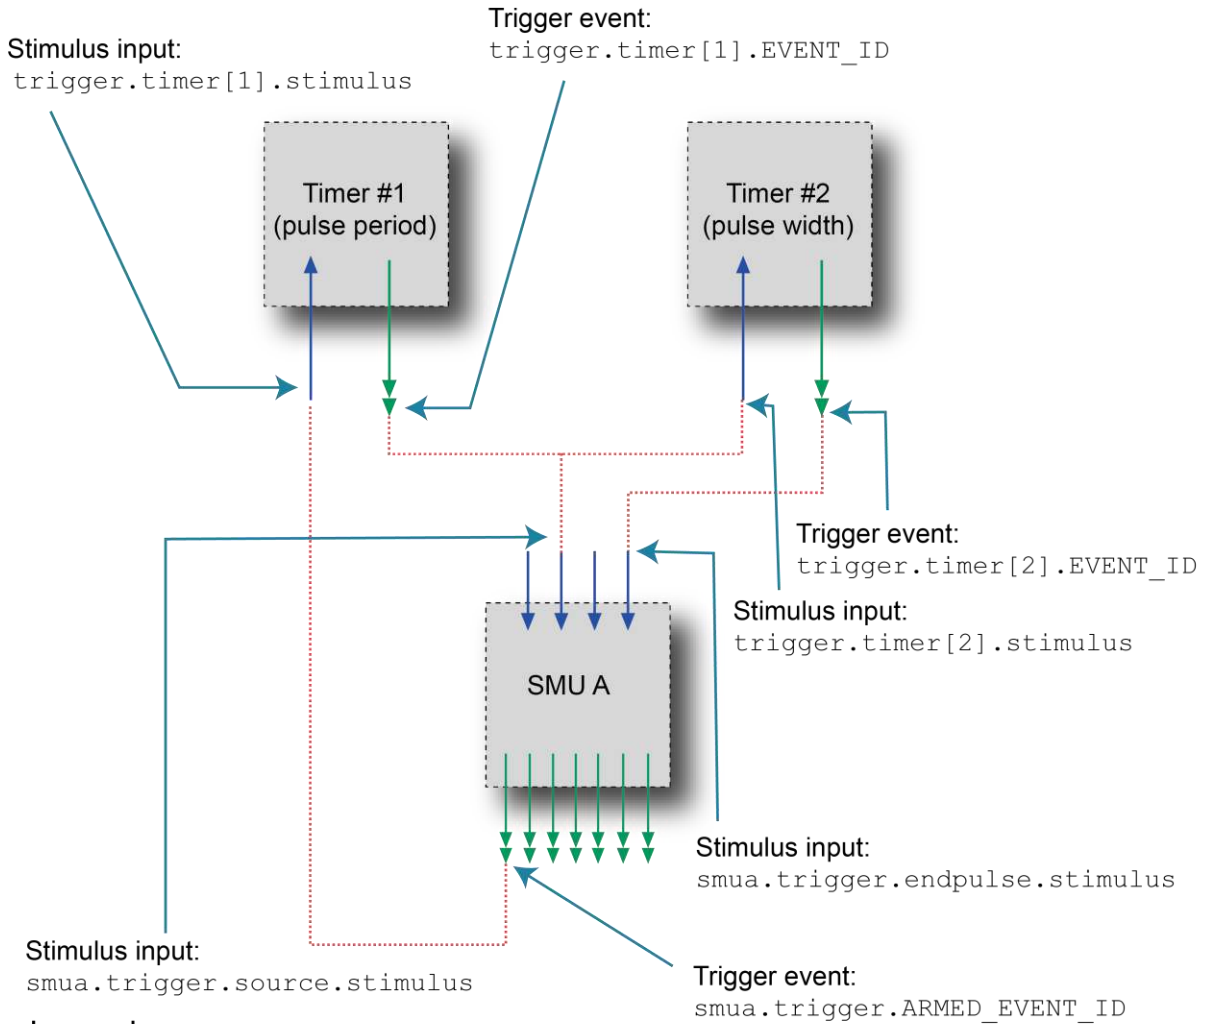 Trigger event:
trigger.timer[1].EVENT_ID
Stimulus input:
trigger.timer[1].stimulus
Timer #1
(pulse period)
Timer #2
(pulse width)
Trigger event:
trigger.timer[2].EVENT_ID
Stimulus input:
trigger.timer[2].stimulus
SMU A
Stimulus input:
smua.trigger.endpulse.stimulus
Stimulus input:
smua.trigger.source.stimulus
Trigger event:
smua.trigger.ARMED_EVENT_ID